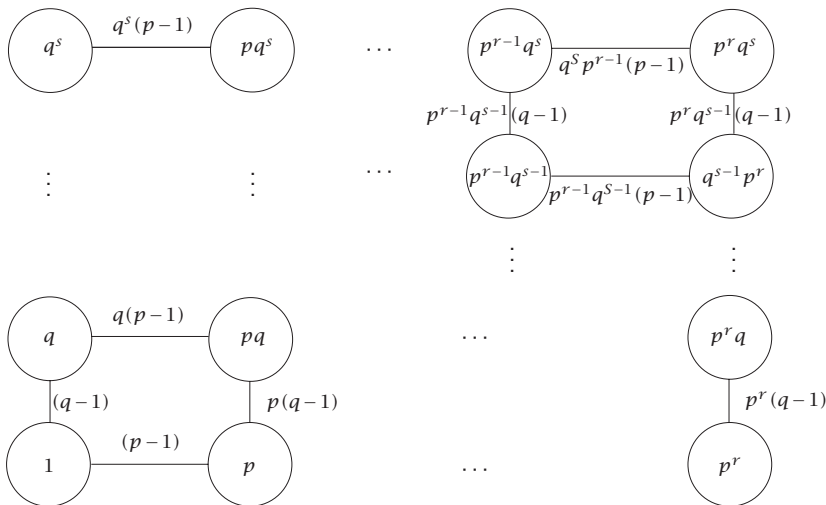 q^s q^s(p−1) pq^s ... p^{r−1}q^s q^S p^{r−1}(p−1) p^r q^s
p^{r−1}q^{s−1}(q−1) p^r q^{s−1}(q−1)
⋮ ⋮ ... p^{r−1}q^{s−1} p^{r−1}q^{S−1}(p−1) q^{s−1}p^r
⋮ ⋮
q q(p−1) pq ... p^r q
(q−1) p(q−1) p^r(q−1)
1 (p−1) p ... p^r